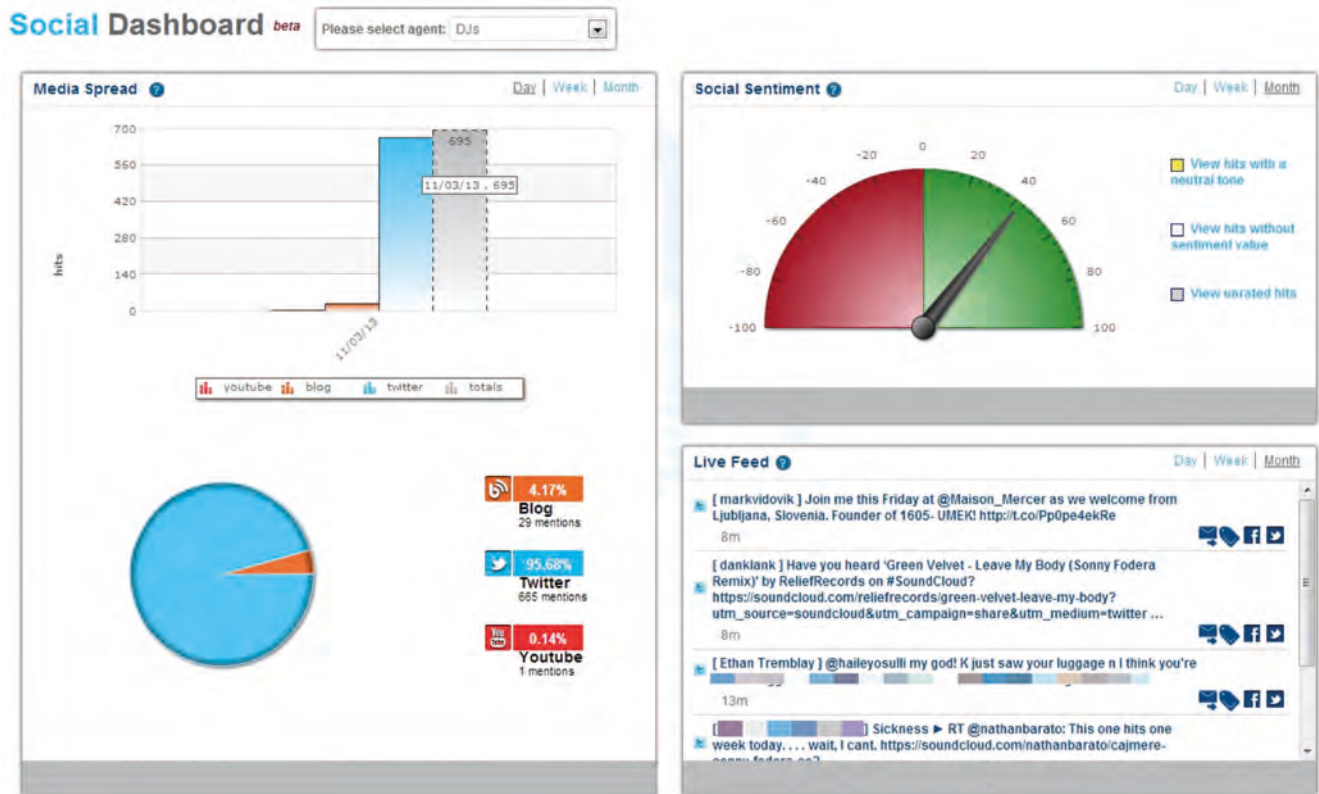 Social Dashboard beta
Please select agent: DJs
Media Spread ?
Day | Week | Month
700
560
420
280
140
0
hits
695
11/03/13 . 695
11/03/13
youtube blog twitter totals
4.17%
Blog
29 mentions
95.68%
Twitter
665 mentions
You Tube
0.14%
Youtube
1 mentions
Social Sentiment ?
Day | Week | Month
-100
-80
-60
-40
-20
0
20
40
60
80
100
View hits with a
neutral tone
View hits without
sentiment value
View unrated hits
Live Feed ?
Day | Week | Month
[ markvidovik ] Join me this Friday at @Maison_Mercer as we welcome from
Ljubljana, Slovenia. Founder of 1605- UMEK! http://t.co/Pp0pe4ekRe
8m
[ danklank ] Have you heard 'Green Velvet - Leave My Body (Sonny Fodera
Remix)' by ReliefRecords on #SoundCloud?
https://soundcloud.com/reliefrecords/green-velvet-leave-my-body?
utm_source=soundcloud&utm_campaign=share&utm_medium=twitter ...
8m
[ Ethan Tremblay ] @haileyosulli my god! K just saw your luggage n I think you're
13m
[ ] Sickness ► RT @nathanbarato: This one hits one
week today. . . . wait, I cant. https://soundcloud.com/nathanbarato/cajmere-